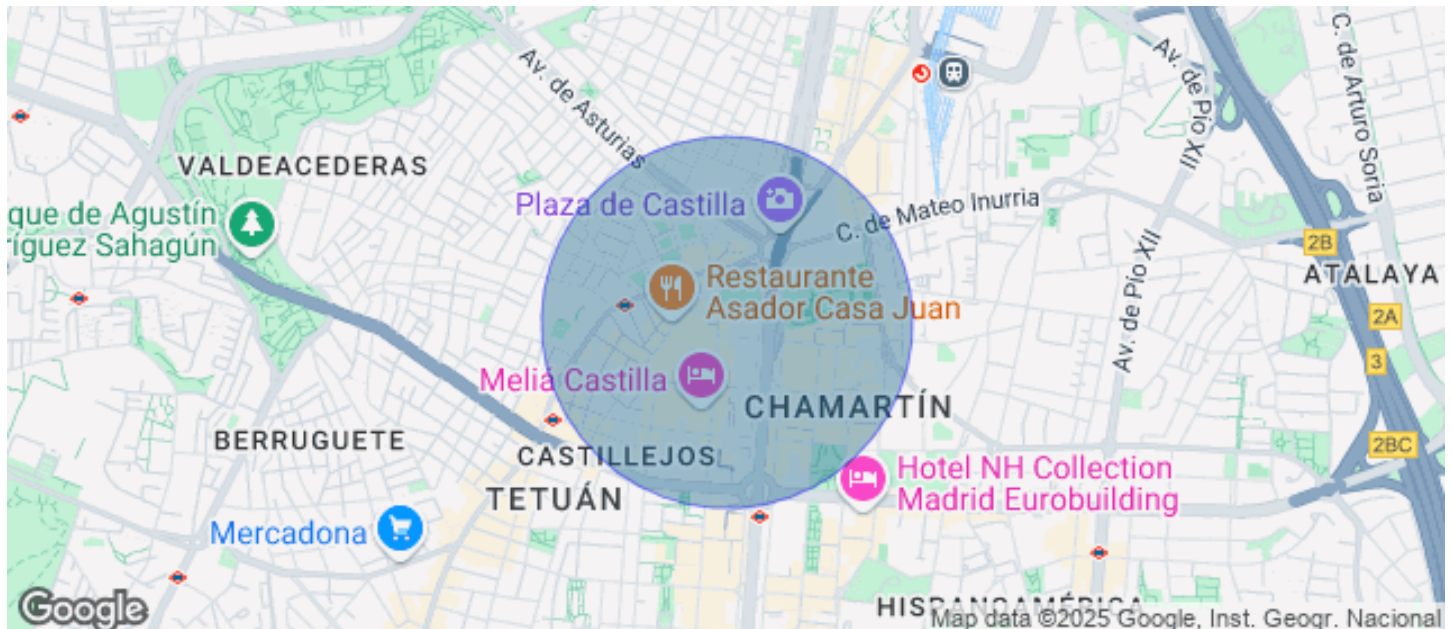 Av. de Asturias
Av. de Pío XII
C. de Arturo Soria
VALDEACEDERAS
Plaza de Castilla
C. de Mateo Inurria
que de Agustín
ríguez Sahagún
2B
ATALAYA
Restaurante
Asador Casa Juan
Av. de Pío XII
2A
3
Meliá Castilla
CHAMARTÍN
BERRUGUETE
2BC
CASTILLEJOS
TETUÁN
Hotel NH Collection
Madrid Eurobuilding
Mercadona
Google
HISPANOAMÉRICA
Map data ©2025 Google, Inst. Geogr. Nacional